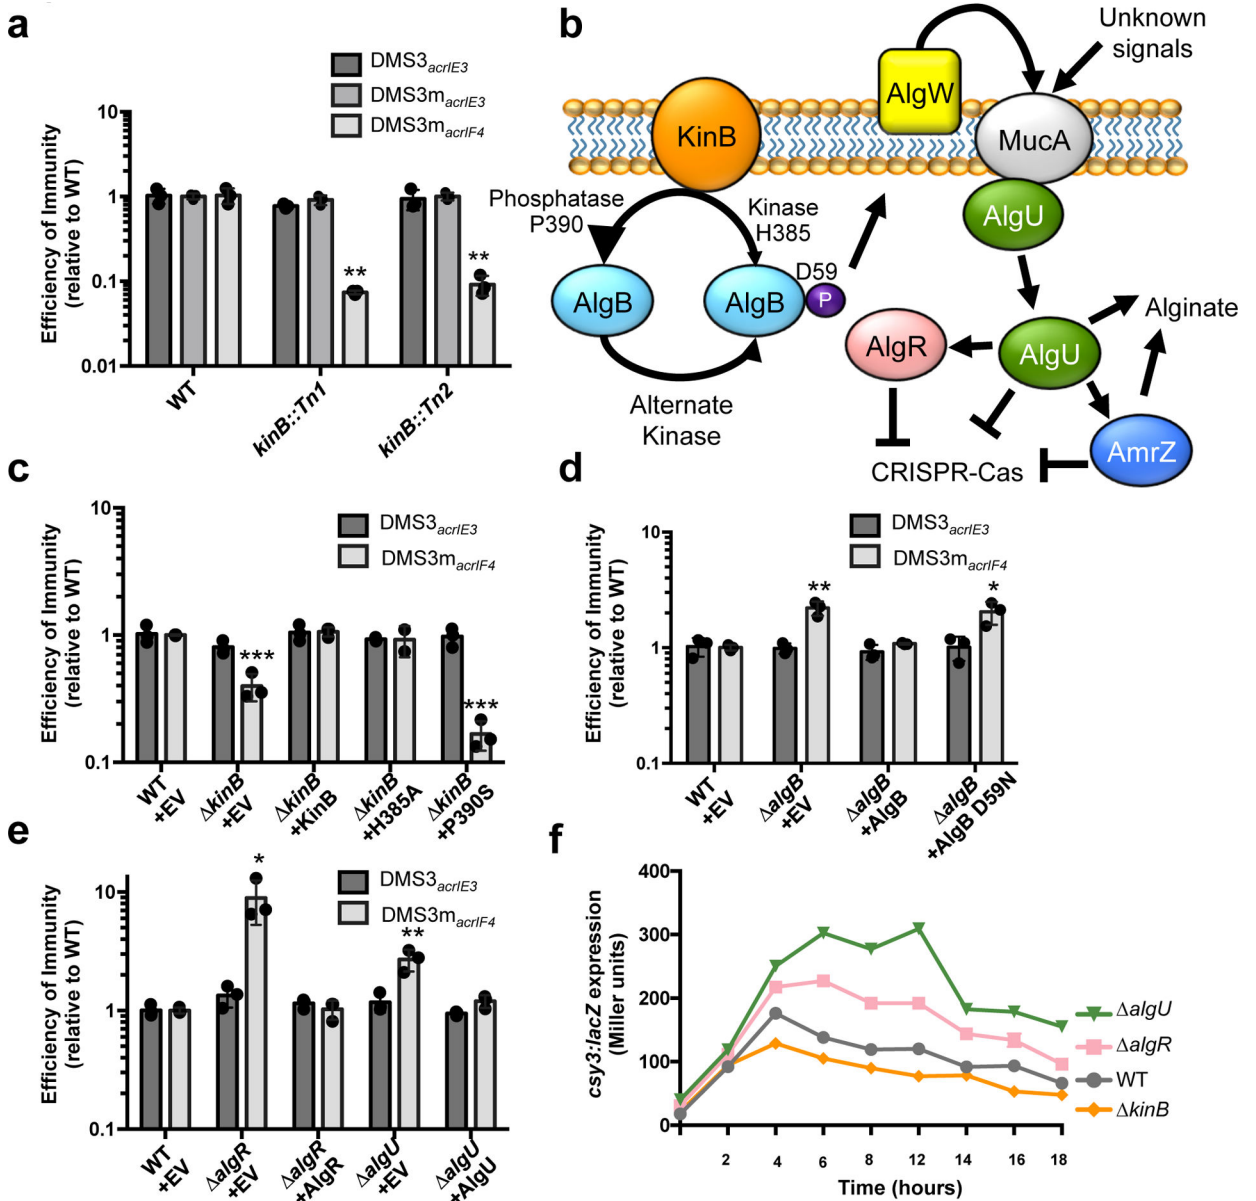 a
DMS3acrIE3
DMS3macrIE3
DMS3macrIF4
Efficiency of Immunity
(relative to WT)
10
1
0.1
0.01
**
**
WT
kinB::Tn1
kinB::Tn2
b
Unknown
signals
AlgW
KinB
MucA
AlgU
Phosphatase
P390
Kinase
H385
D59
AlgB
AlgB
P
AlgR
AlgU
Alginate
Alternate
Kinase
CRISPR-Cas
AmrZ
c
DMS3acrIE3
DMS3macrIF4
Efficiency of Immunity
(relative to WT)
10
1
0.1
***
***
WT
+EV
ΔkinB
+EV
ΔkinB
+KinB
ΔkinB
+H385A
ΔkinB
+P390S
d
DMS3acrIE3
DMS3macrIF4
Efficiency of Immunity
(relative to WT)
10
1
0.1
**
*
WT
+EV
ΔalgB
+EV
ΔalgB
+AlgB
ΔalgB
+AlgB D59N
e
DMS3acrIE3
DMS3macrIF4
Efficiency of Immunity
(relative to WT)
10
1
0.1
*
**
WT
+EV
ΔalgR
+EV
ΔalgR
+AlgR
ΔalgU
+EV
ΔalgU
+AlgU
f
csy3:lacZ expression
(Miller units)
400
300
200
100
0
2 4 6 8 12 14 16 18
Time (hours)
ΔalgU
ΔalgR
WT
ΔkinB